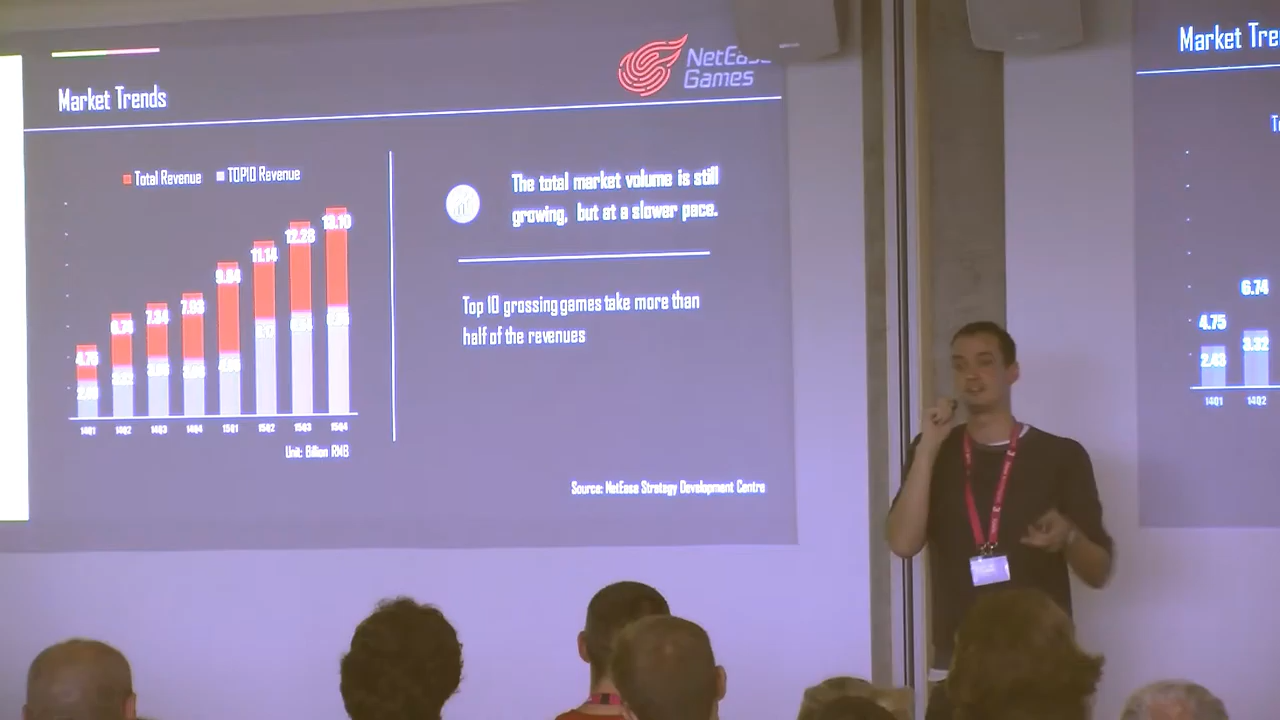 Market Trends
NetEase
Games
Total Revenue TOP10 Revenue
The total market volume is still
growing, but at a slower pace.
Top 10 grossing games take more than
half of the revenues
4.75
6.74
7.34
7.93
9.84
11.14
12.23
13.10
14Q1 14Q2 14Q3 14Q4 15Q1 15Q2 15Q3 15Q4
Unit: Billion RMB
Source: NetEase Strategy Development Centre
Market Tre
4.75
6.74
2.43
3.32
14Q1 14Q2